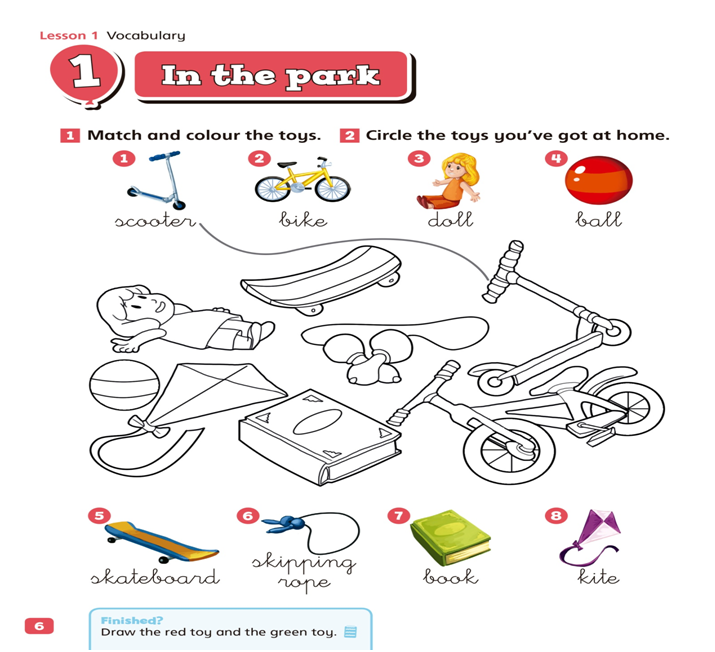 Lesson 1 Vocabulary
1 In the park
1 Match and colour the toys. 2 Circle the toys you've got at home.
1 2 3 4
scooter bike doll ball
5 6 7 8
skateboard skipping rope book kite
6
Finished?
Draw the red toy and the green toy.